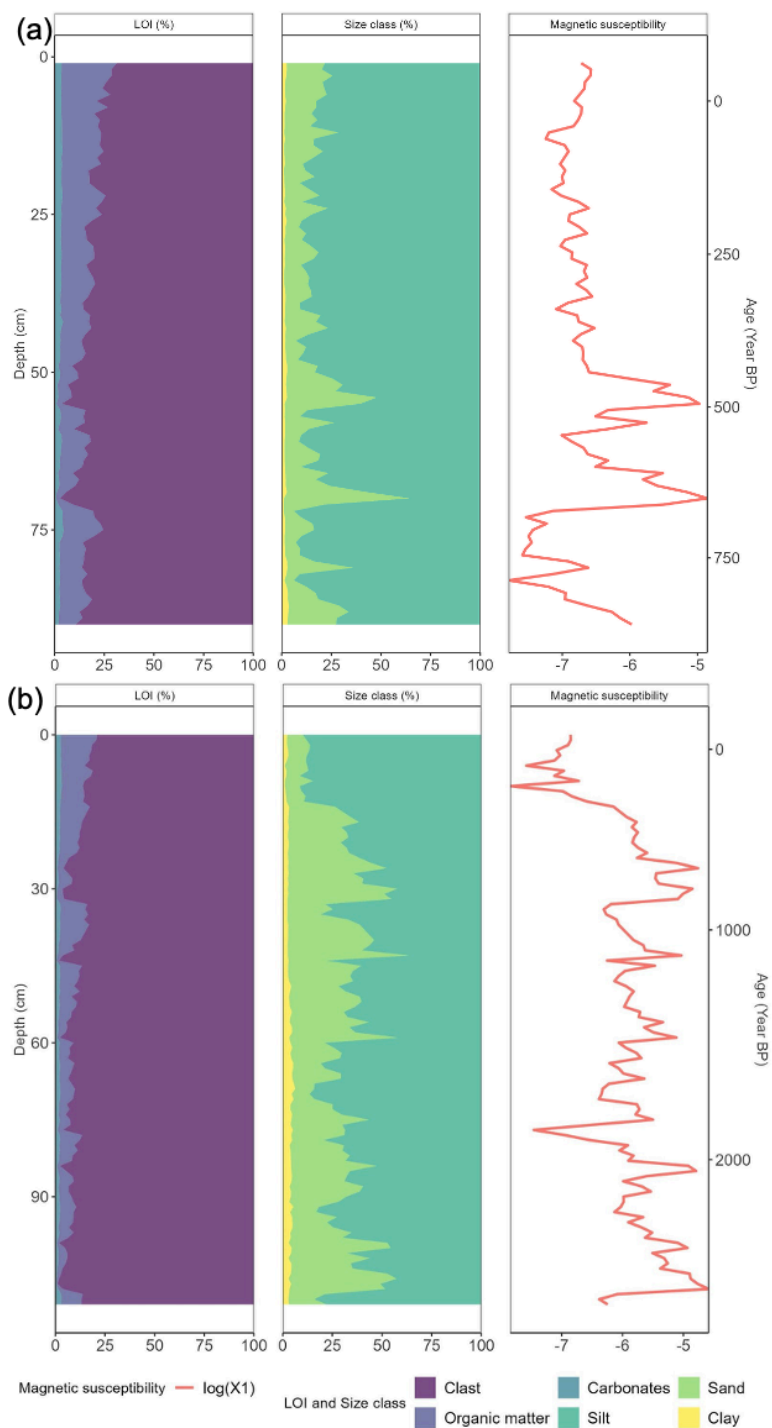 (a)
LOI (%) Size class (%) Magnetic susceptibility
0
25
50
75
Depth (cm)
0
250
500
750
Age (Year BP)
0 25 50 75 100 0 25 50 75 100 -7 -6 -5
(b)
LOI (%) Size class (%) Magnetic susceptibility
0
30
60
90
Depth (cm)
0
1000
2000
Age (Year BP)
0 25 50 75 100 0 25 50 75 100 -7 -6 -5
Magnetic susceptibility log(X1) LOI and Size class Clast Carbonates Sand
Organic matter Silt Clay